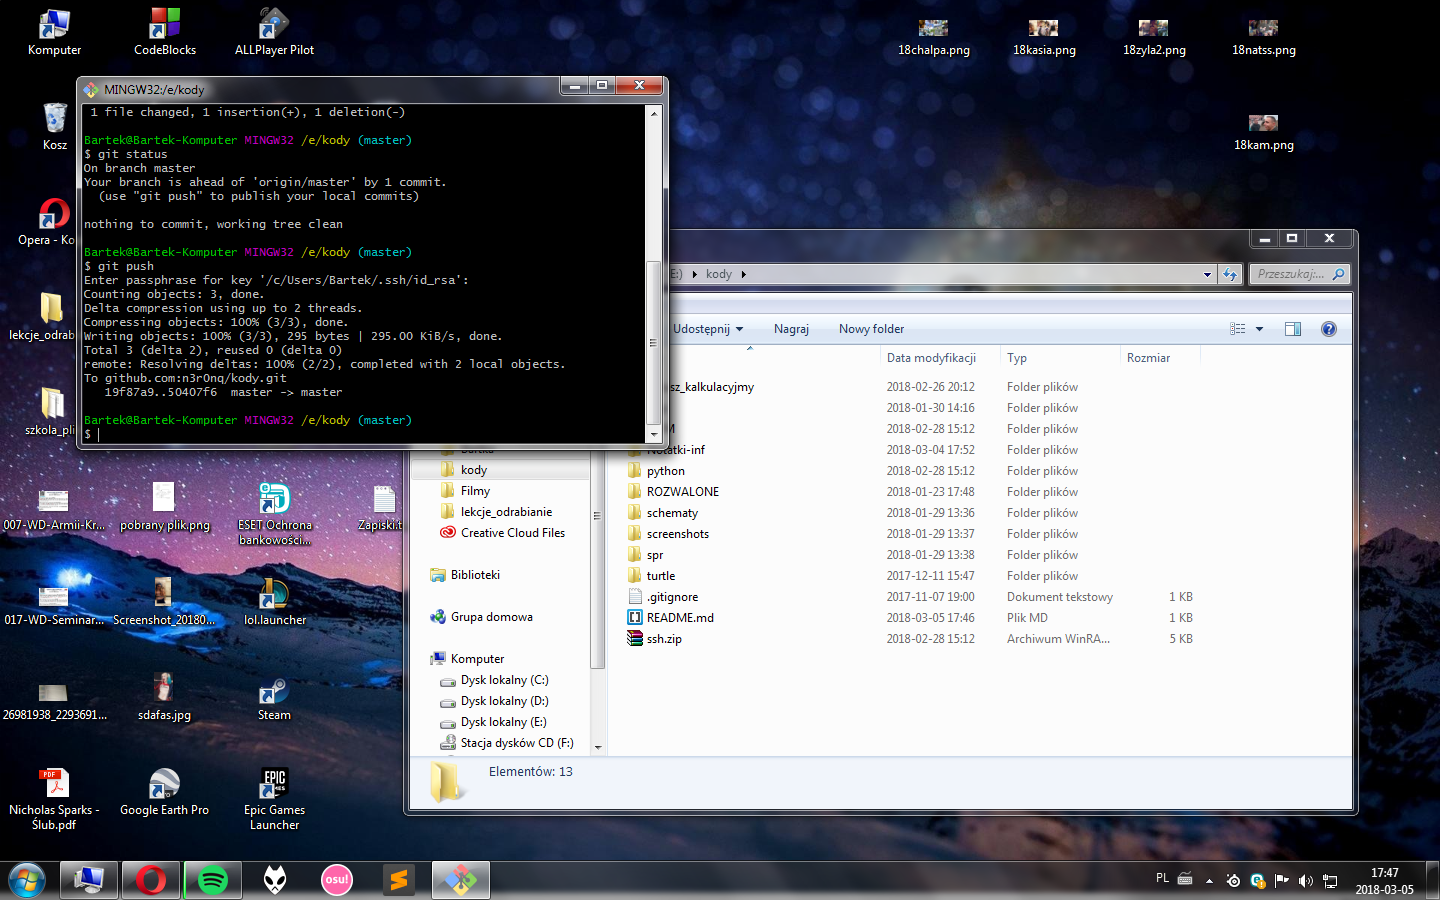 Komputer
CodeBlocks
ALLPlayer Pilot
18chalpa.png
18kasia.png
18zyla2.png
18natss.png
Kosz
18kam.png
Opera - Ko
lekcje_odrab
szkola_pli
MINGW32:/e/kody
1 file changed, 1 insertion(+), 1 deletion(-)
Bartek@Bartek-Komputer MINGW32 /e/kody (master)
$ git status
On branch master
Your branch is ahead of 'origin/master' by 1 commit.
(use "git push" to publish your local commits)
nothing to commit, working tree clean
Bartek@Bartek-Komputer MINGW32 /e/kody (master)
$ git push
Enter passphrase for key '/c/Users/Bartek/.ssh/id_rsa':
Counting objects: 3, done.
Delta compression using up to 2 threads.
Compressing objects: 100% (3/3), done.
Writing objects: 100% (3/3), 295 bytes | 295.00 KiB/s, done.
Total 3 (delta 2), reused 0 (delta 0)
remote: Resolving deltas: 100% (2/2), completed with 2 local objects.
To github.com:n3r0nq/kody.git
19f87a9..50407f6 master -> master
Bartek@Bartek-Komputer MINGW32 /e/kody (master)
$
E:) kody
Przeszukaj:...
Udostępnij Nagraj Nowy folder
Data modyfikacji Typ Rozmiar
sz_kalkulacyjmy 2018-02-26 20:12 Folder plików
2018-01-30 14:16 Folder plików
M 2018-02-28 15:12 Folder plików
Notatki-inf 2018-03-04 17:52 Folder plików
python 2018-02-28 15:12 Folder plików
ROZWALONE 2018-01-23 17:48 Folder plików
schematy 2018-01-29 13:36 Folder plików
screenshots 2018-01-29 13:37 Folder plików
spr 2018-01-29 13:38 Folder plików
turtle 2017-12-11 15:47 Folder plików
.gitignore 2017-11-07 19:00 Dokument tekstowy 1 KB
README.md 2018-03-05 17:46 Plik MD 1 KB
ssh.zip 2018-02-28 15:12 Archiwum WinRA... 5 KB
kody
Filmy
lekcje_odrabianie
Creative Cloud Files
Biblioteki
Grupa domowa
Komputer
Dysk lokalny (C:)
Dysk lokalny (D:)
Dysk lokalny (E:)
Stacja dysków CD (F:)
Elementów: 13
007-WD-Armii-Kr...
pobrany plik.png
ESET Ochrona bankowości...
Zapiski.t
017-WD-Seminar...
Screenshot_20180...
lol.launcher
26981938_2293691...
sdafas.jpg
Steam
Nicholas Sparks - Ślub.pdf
Google Earth Pro
Epic Games Launcher
PDF
EPIC GAMES
osu!
PL
17:47
2018-03-05